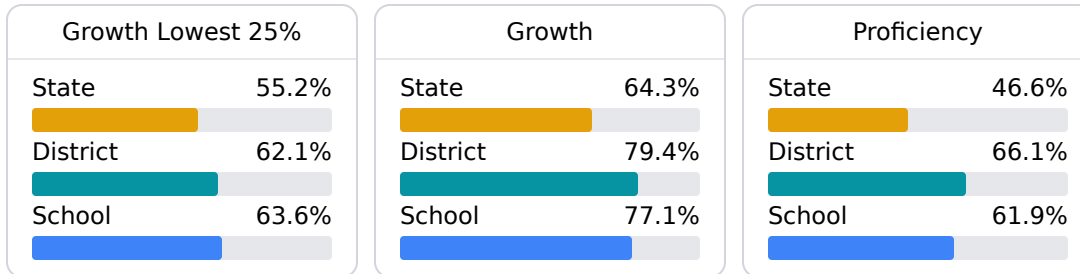 Growth Lowest 25%
State 55.2%
District 62.1%
School 63.6%
Growth
State 64.3%
District 79.4%
School 77.1%
Proficiency
State 46.6%
District 66.1%
School 61.9%